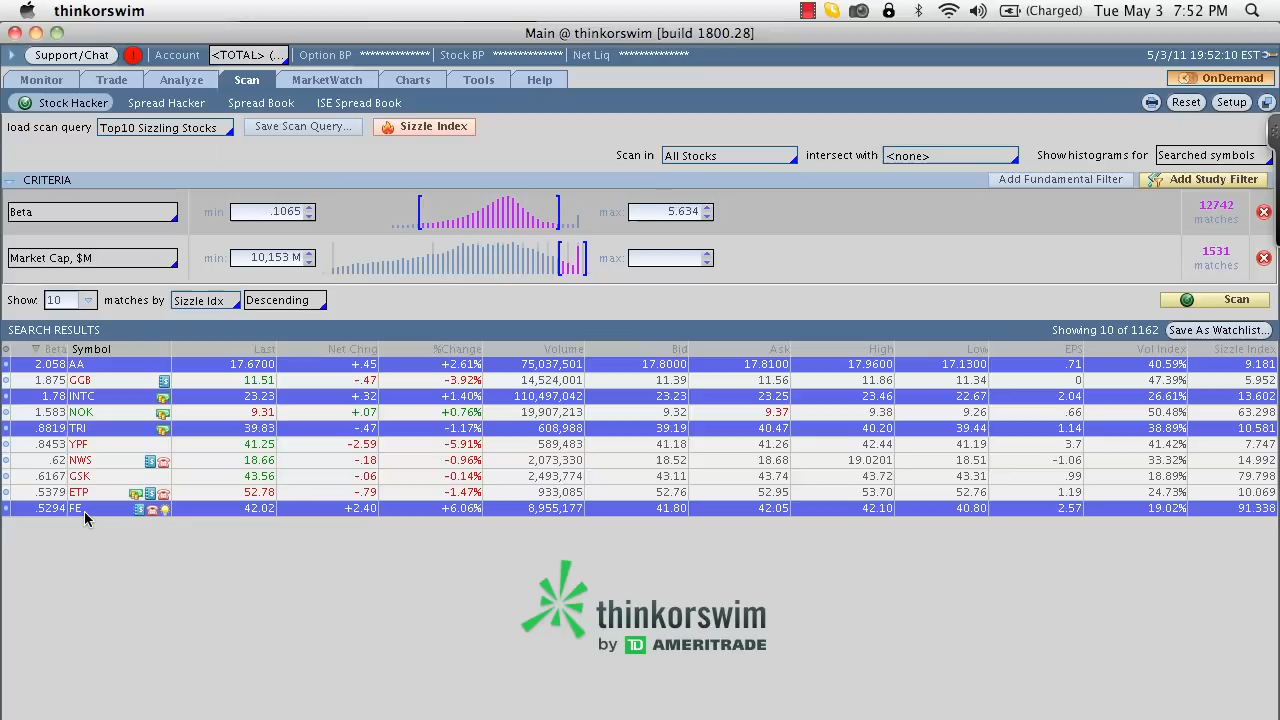 thinkorswim (Charged) Tue May 3 7:52 PM
Main @ thinkorswim [build 1800.28]
Support/Chat ! Account <TOTAL> (... Option BP ************** Stock BP ************** Net Liq ************** 5/3/11 19:52:10 EST
Monitor Trade Analyze Scan MarketWatch Charts Tools Help OnDemand
Stock Hacker Spread Hacker Spread Book ISE Spread Book Reset Setup
load scan query Top10 Sizzling Stocks Save Scan Query... Sizzle Index
Scan in All Stocks intersect with <none> Show histograms for Searched symbols
CRITERIA Add Fundamental Filter Add Study Filter
Beta min .1065 max: 5.634 12742 matches
Market Cap, $M min: 10,153 M max: 1531 matches
Show: 10 matches by Sizzle Idx Descending Scan
SEARCH RESULTS Showing 10 of 1162 Save As Watchlist...
Beta Symbol Last Net Chng %Change Volume Bid Ask High Low EPS Vol Index Sizzle Index
2.058 AA 17.6700 +.45 +2.61% 75,037,501 17.8000 17.8100 17.9600 17.1300 .71 40.59% 9.181
1.875 GGB 11.51 -.47 -3.92% 14,524,001 11.39 11.56 11.86 11.34 0 47.39% 5.952
1.78 INTC 23.23 +.32 +1.40% 110,497,042 23.23 23.25 23.46 22.67 2.04 26.61% 13.602
1.583 NOK 9.31 +.07 +0.76% 19,907,213 9.32 9.37 9.38 9.26 .66 50.48% 63.298
.8819 TRI 39.83 -.47 -1.17% 608,988 39.19 40.47 40.20 39.44 1.14 38.89% 10.581
.8453 YPF 41.25 -2.59 -5.91% 589,483 41.18 41.26 42.44 41.19 3.7 41.42% 7.747
.62 NWS 18.66 -.18 -0.96% 2,073,330 18.52 18.68 19.0201 18.51 -1.06 33.32% 14.992
.6167 GSK 43.56 -.06 -0.14% 2,493,774 43.11 43.74 43.72 43.31 .99 18.89% 79.258
.5379 ETP 52.78 -.79 -1.47% 933,085 52.76 52.95 53.70 52.76 1.19 24.73% 10.069
.5294 FE 42.02 +2.40 +6.06% 8,955,177 41.80 42.05 42.10 40.80 2.57 19.02% 91.338
thinkorswim
by TD AMERITRADE